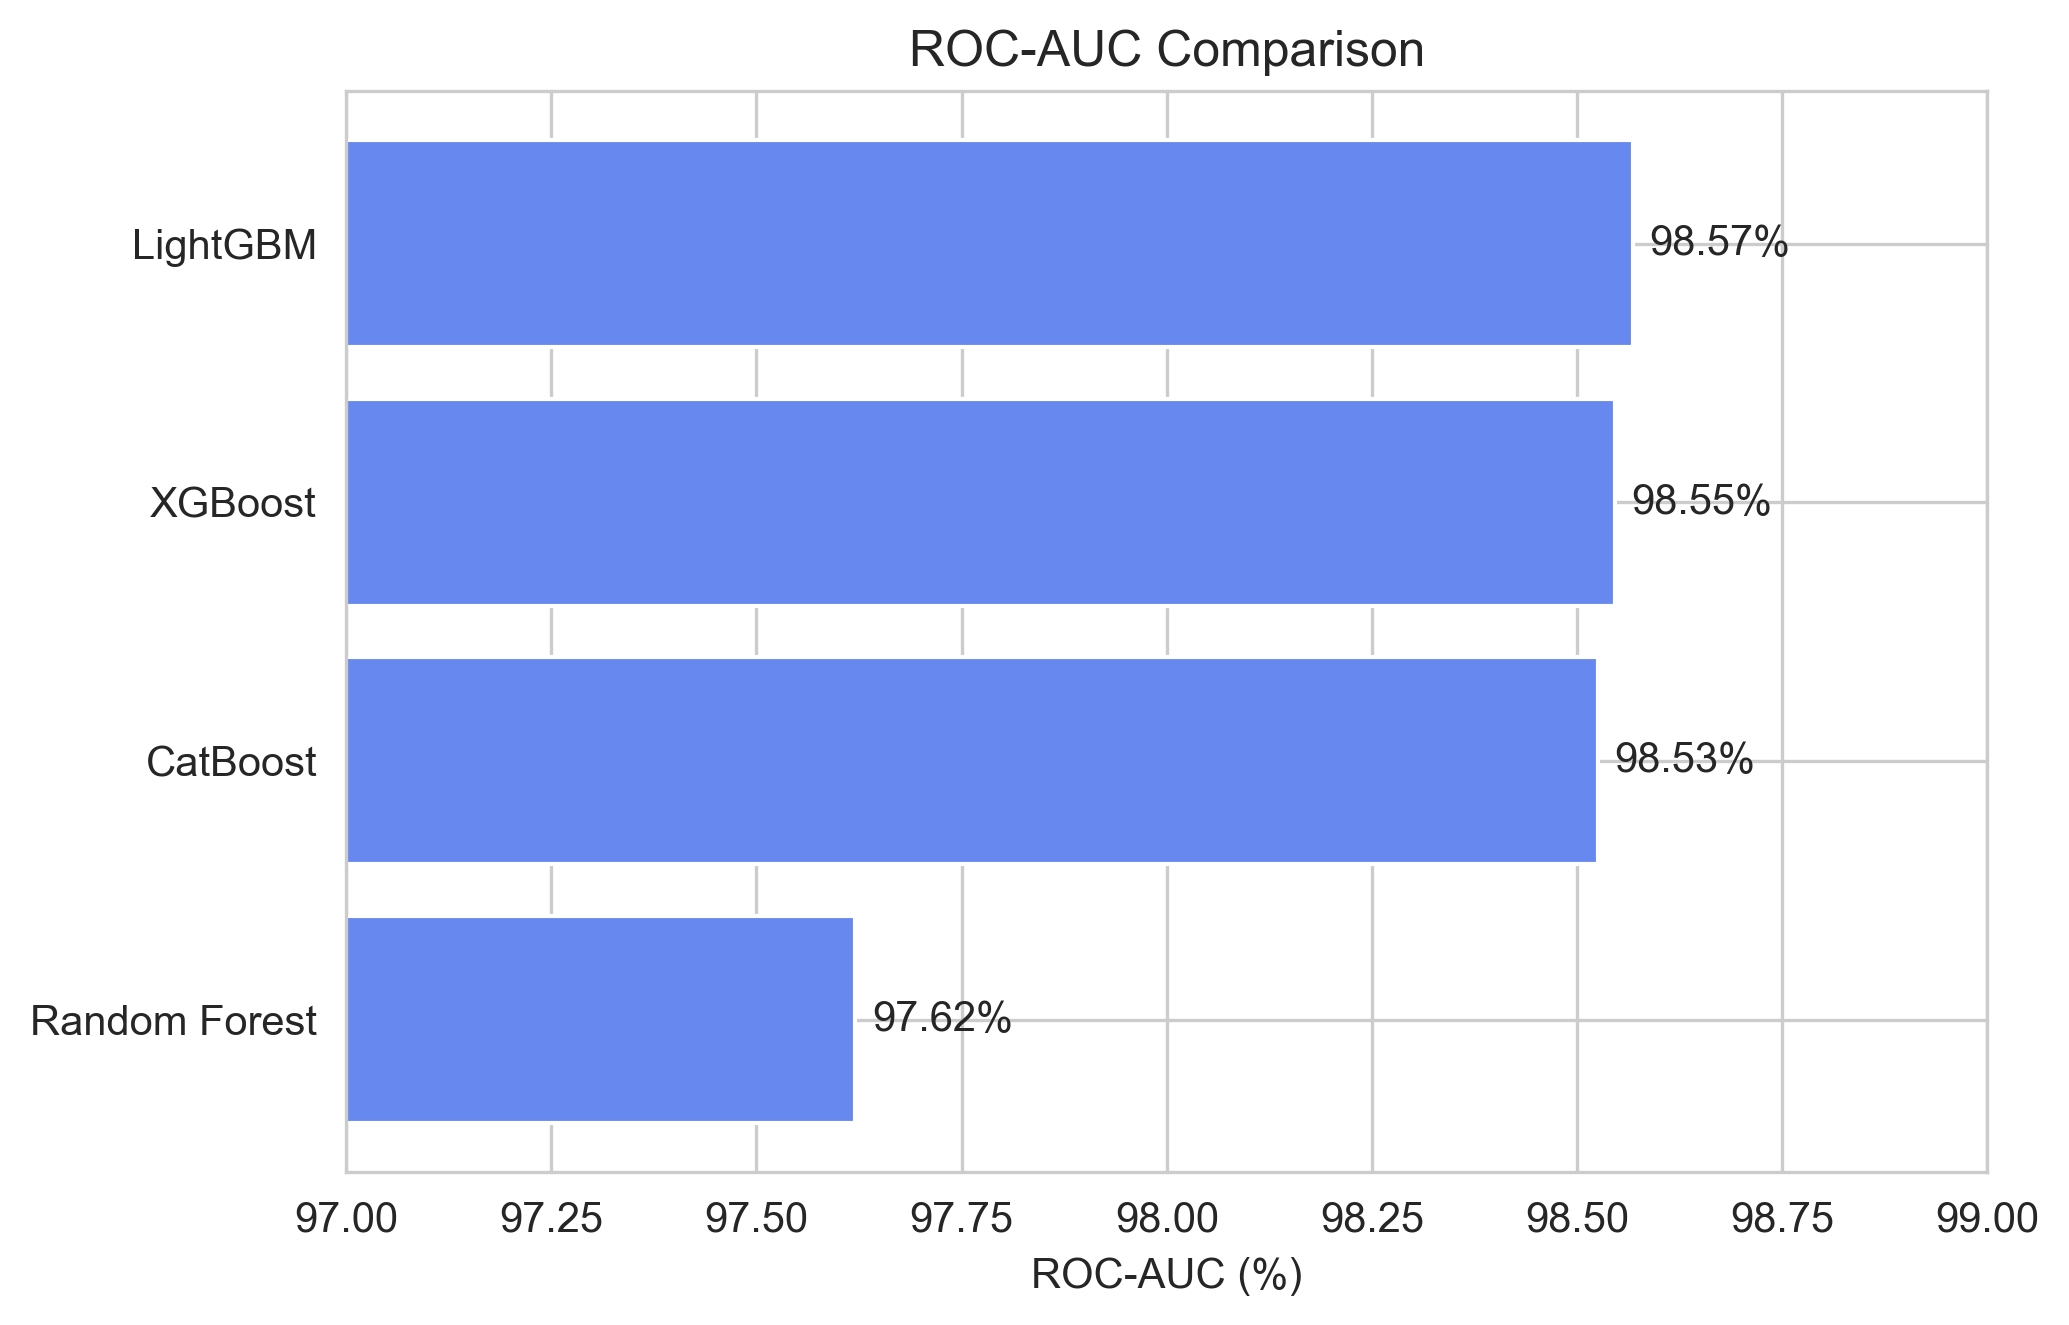 ROC-AUC Comparison
LightGBM
98.57%
XGBoost
98.55%
CatBoost
98.53%
Random Forest
97.62%
97.00 97.25 97.50 97.75 98.00 98.25 98.50 98.75 99.00
ROC-AUC (%)